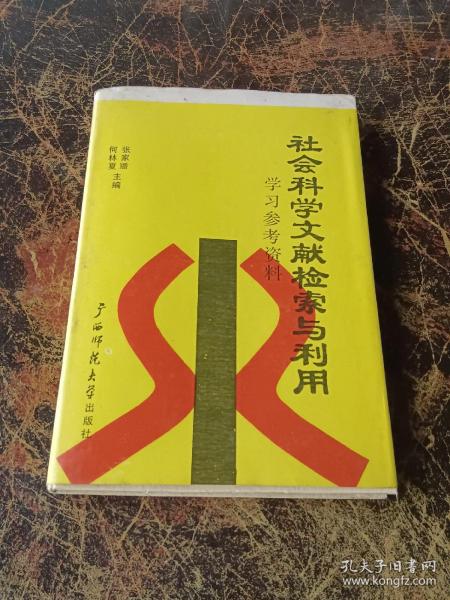 社会科学文献检索与利用
学习参考资料
张家璠
何林夏 主编
广西师范大学出版社
孔夫子旧书网
www.kongfz.com